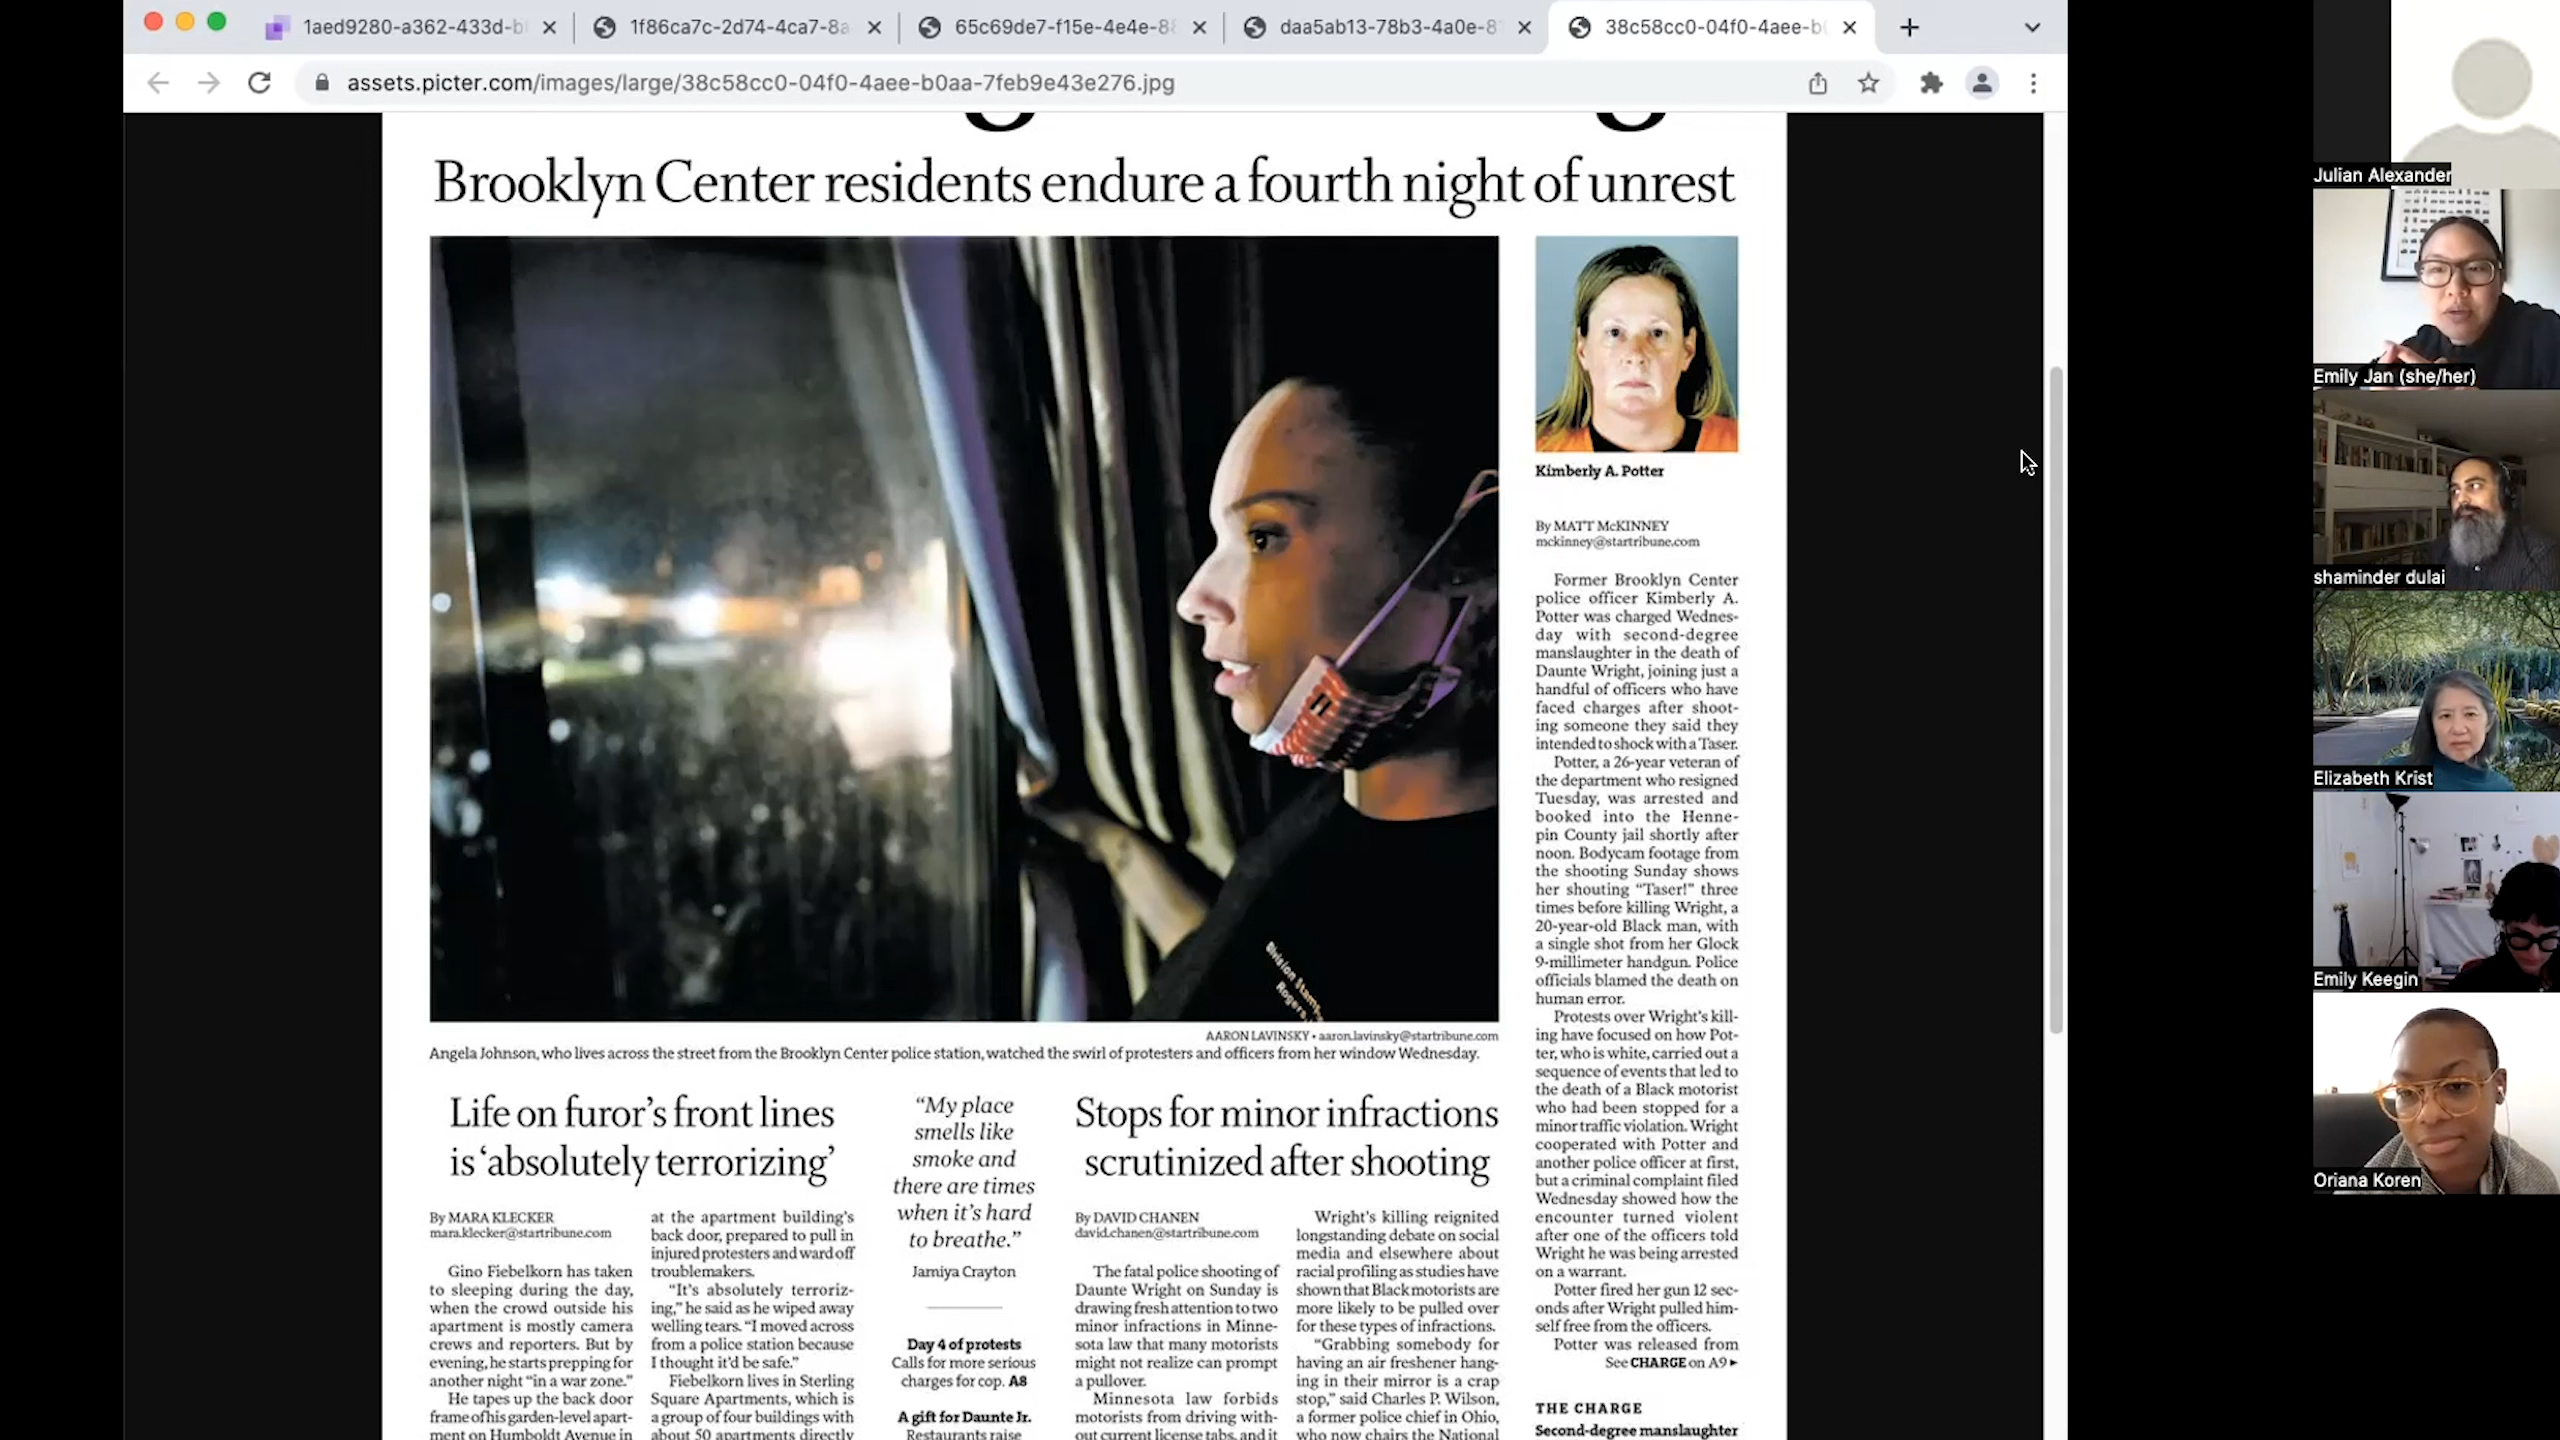 1aed9280-a362-433d-b
1f86ca7c-2d74-4ca7-8a
65c69de7-f15e-4e4e-8
daa5ab13-78b3-4a0e-8
38c58cc0-04f0-4aee-b
assets.picter.com/images/large/38c58cc0-04f0-4aee-b0aa-7feb9e43e276.jpg
Brooklyn Center residents endure a fourth night of unrest
Division Street
Kimberly A. Potter
By MATT McKINNEY
mckinney@startribune.com
Former Brooklyn Center
police officer Kimberly A.
Potter was charged Wednes-
day with second-degree
manslaughter in the death of
Daunte Wright, joining just a
handful of officers who have
faced charges after shoot-
ing someone they said they
intended to shock with a Taser.
Potter, a 26-year veteran of
the department who resigned
Tuesday, was arrested and
booked into the Henne-
pin County jail shortly after
noon. Bodycam footage from
the shooting Sunday shows
her shouting “Taser!” three
times before killing Wright, a
20-year-old Black man, with
a single shot from her Glock
9-millimeter handgun. Police
officials blamed the death on
human error.
Protests over Wright’s kill-
ing have focused on how Pot-
ter, who is white, carried out a
sequence of events that led to
the death of a Black motorist
who had been stopped for a
minor traffic violation. Wright
cooperated with Potter and
another police officer at first,
but a criminal complaint filed
Wednesday showed how the
encounter turned violent
after one of the officers told
Wright he was being arrested
on a warrant.
Potter fired her gun 12 sec-
onds after Wright pulled him-
self free from the officers.
Potter was released from
See CHARGE on A9 ▸
THE CHARGE
Second-degree manslaughter
AARON LAVINSKY • aaron.lavinsky@startribune.com
Angela Johnson, who lives across the street from the Brooklyn Center police station, watched the swirl of protesters and officers from her window Wednesday.
Life on furor’s front lines
is ‘absolutely terrorizing’
By MARA KLECKER
mara.klecker@startribune.com
Gino Fiebelkorn has taken
to sleeping during the day,
when the crowd outside his
apartment is mostly camera
crews and reporters. But by
evening, he starts prepping for
another night “in a war zone.”
He tapes up the back door
frame of his garden-level apart-
ment on Humboldt Avenue in
at the apartment building’s
back door, prepared to pull in
injured protesters and ward off
troublemakers.
“It’s absolutely terroriz-
ing,” he said as he wiped away
welling tears. “I moved across
from a police station because
I thought it’d be safe.”
Fiebelkorn lives in Sterling
Square Apartments, which is
a group of four buildings with
about 50 apartments directly
“My place
smells like
smoke and
there are times
when it’s hard
to breathe.”
Jamiya Crayton
Day 4 of protests
Calls for more serious
charges for cop. A8
A gift for Daunte Jr.
Restaurants raise
Stops for minor infractions
scrutinized after shooting
By DAVID CHANEN
david.chanen@startribune.com
The fatal police shooting of
Daunte Wright on Sunday is
drawing fresh attention to two
minor infractions in Minne-
sota law that many motorists
might not realize can prompt
a pullover.
Minnesota law forbids
motorists from driving with-
out current license tabs, and it
Wright’s killing reignited
longstanding debate on social
media and elsewhere about
racial profiling as studies have
shown that Black motorists are
more likely to be pulled over
for these types of infractions.
“Grabbing somebody for
having an air freshener hang-
ing in their mirror is a crap
stop,” said Charles P. Wilson,
a former police chief in Ohio,
who now chairs the National
Julian Alexander
Emily Jan (she/her)
shaminder dulai
Elizabeth Krist
Emily Keegin
Oriana Koren